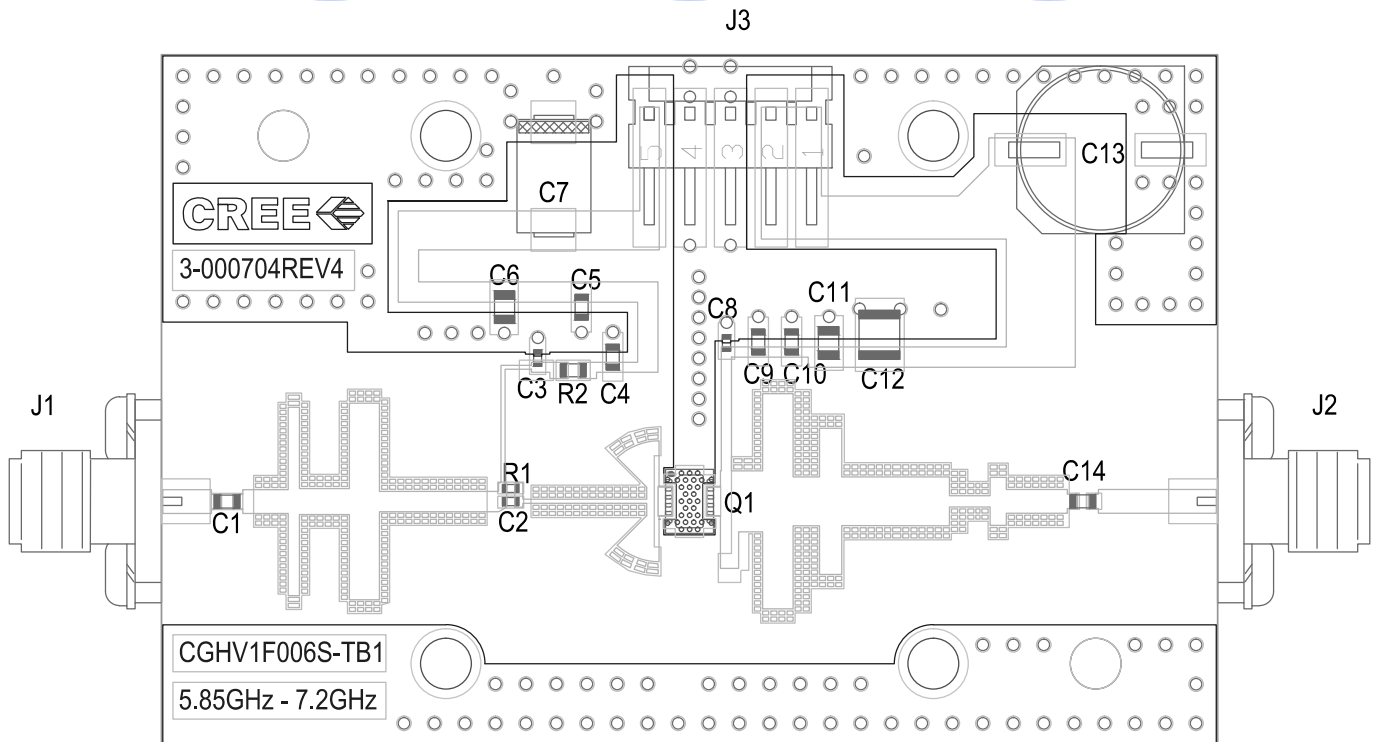 J3
5 4 3 2 1
C13
C7
CREE
3-000704REV4
C6 C5
C8 C11
C9 C10 C12
C3 R2 C4
J1
J2
R1
C14
C1
C2
Q1
CGHV1F006S-TB1
5.85GHz - 7.2GHz